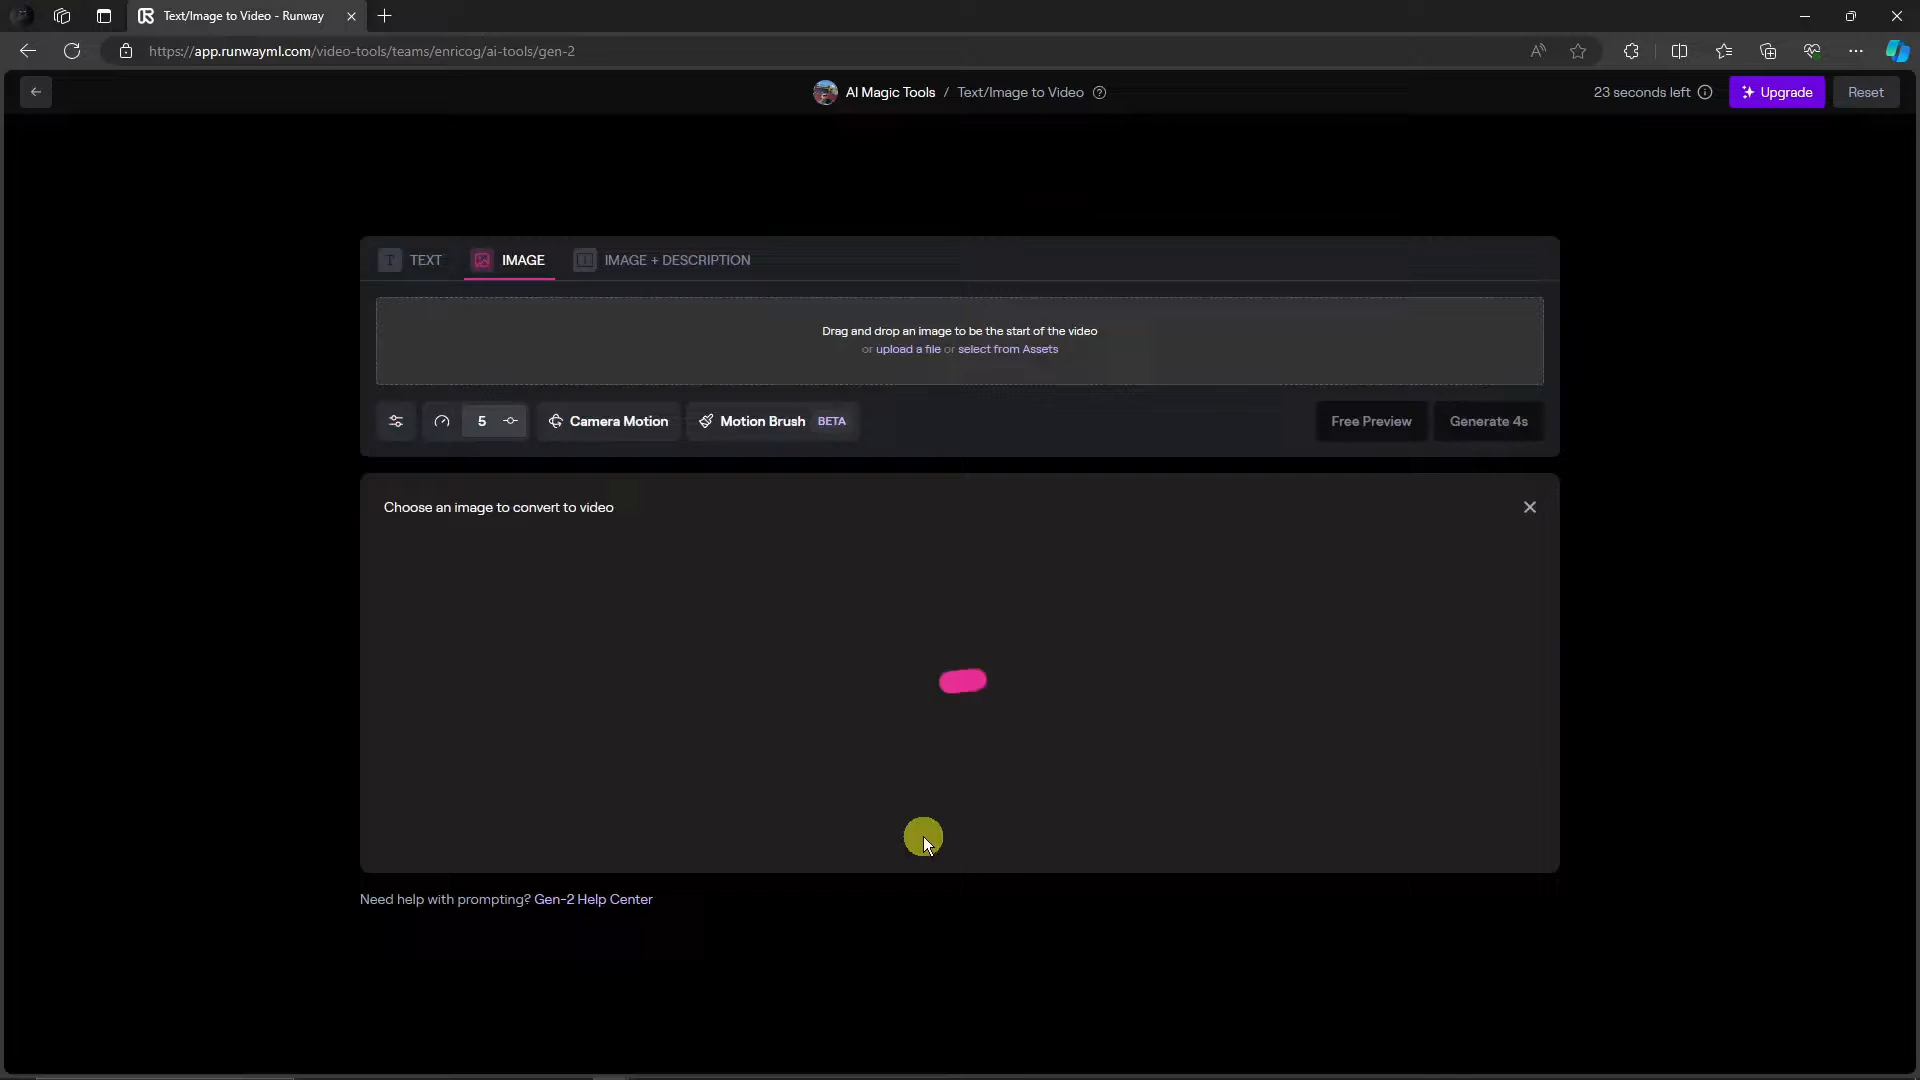 Text/Image to Video - Runway
https://app.runwayml.com/video-tools/teams/enricog/ai-tools/gen-2
AI Magic Tools / Text/Image to Video
23 seconds left
Upgrade
Reset
T TEXT
IMAGE
IMAGE + DESCRIPTION
Drag and drop an image to be the start of the video
or upload a file or select from Assets
5
Camera Motion
Motion Brush BETA
Free Preview
Generate 4s
Choose an image to convert to video
Need help with prompting? Gen-2 Help Center